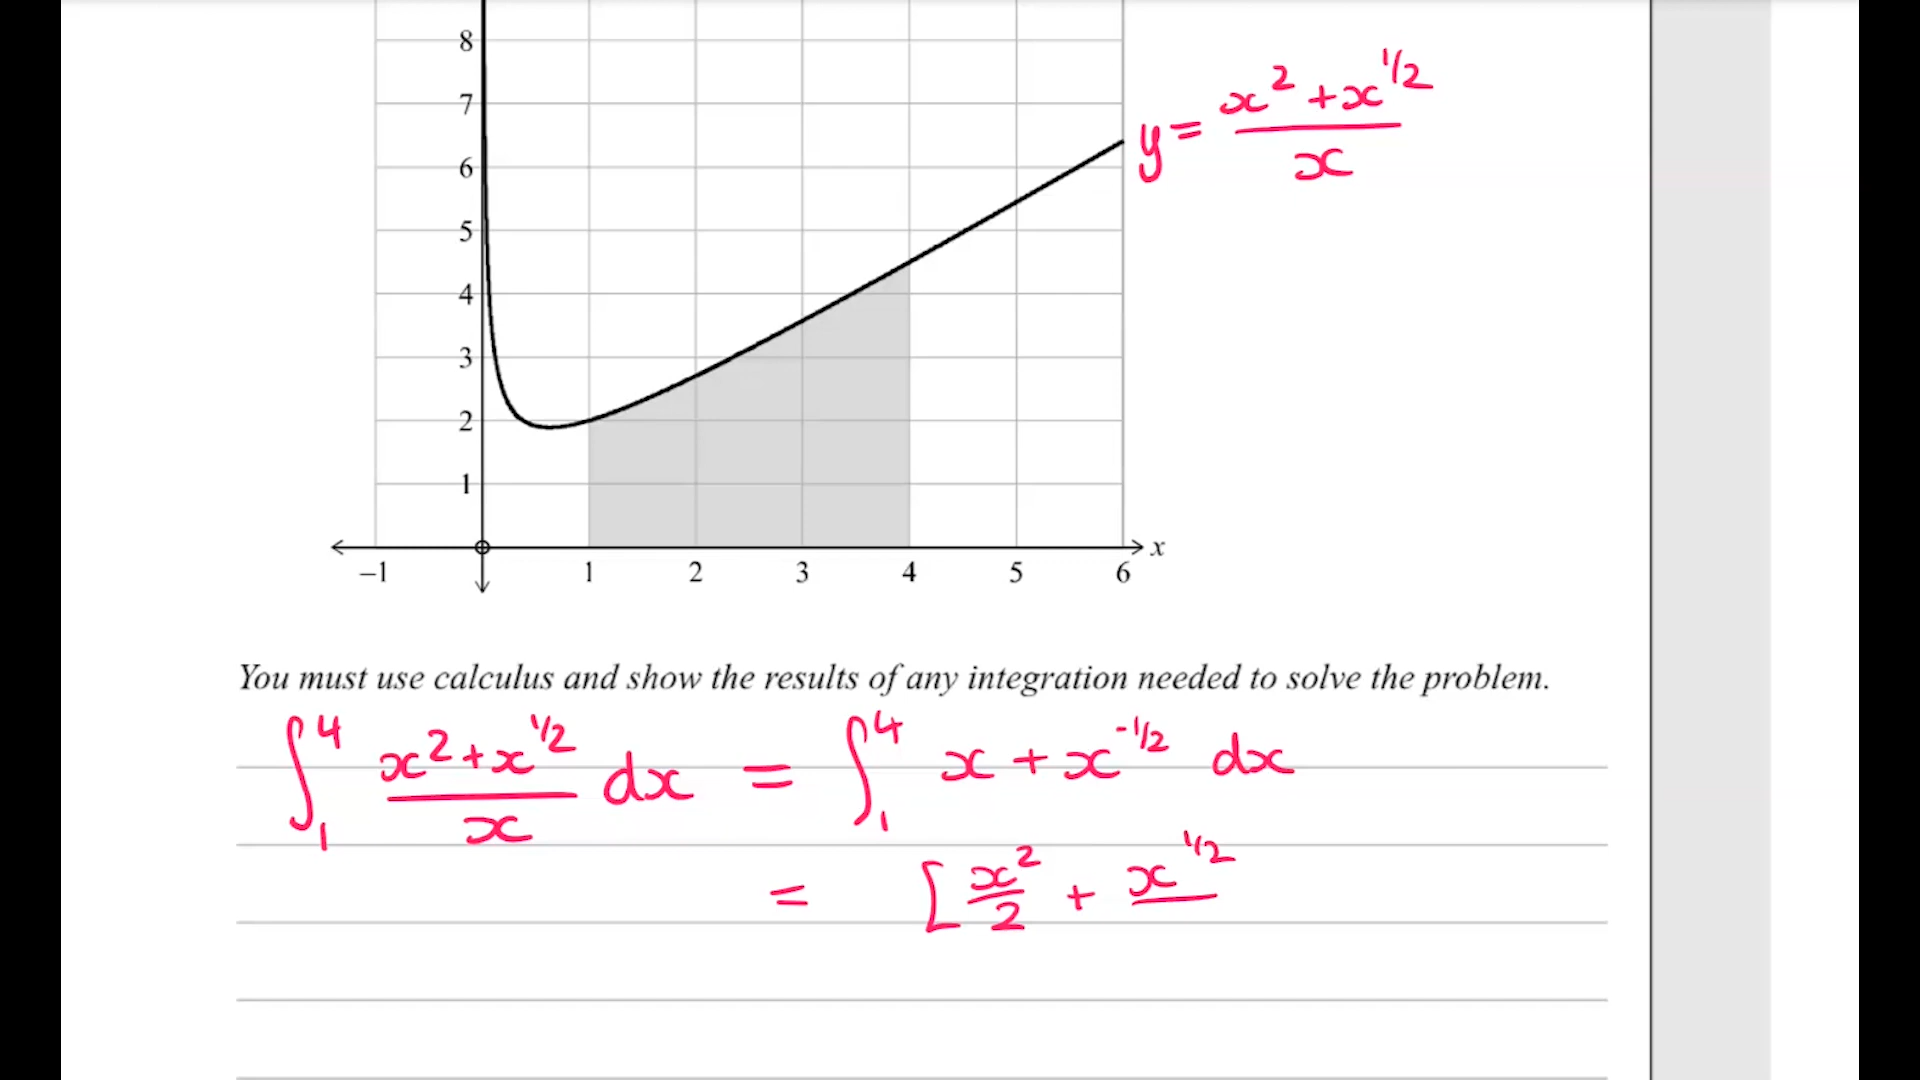 8
7
6
5
4
3
2
1
y = (x² + x^1/2) / x
x
-1 1 2 3 4 5 6
You must use calculus and show the results of any integration needed to solve the problem.
∫₁⁴ (x² + x^1/2) / x dx = ∫₁⁴ x + x^-1/2 dx
= [x²/2 + x^1/2 /